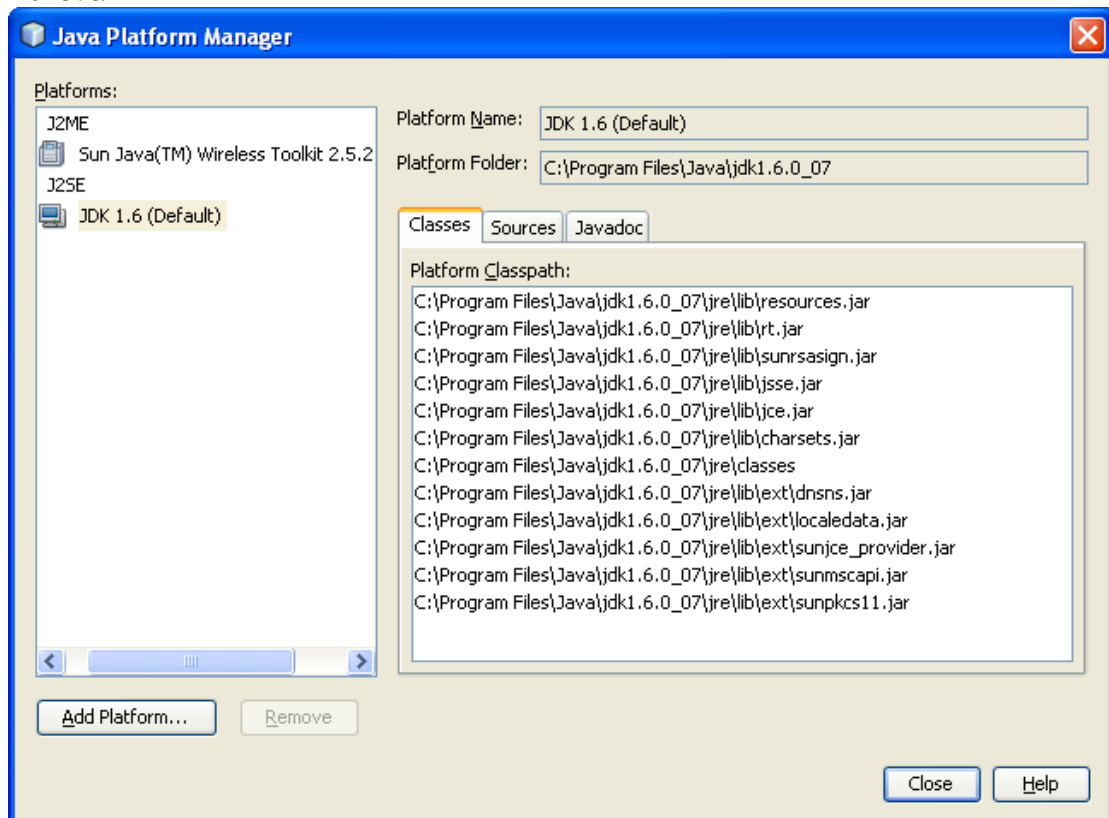 Java Platform Manager
Platforms:
J2ME
Sun Java(TM) Wireless Toolkit 2.5.2
J2SE
JDK 1.6 (Default)
Platform Name: JDK 1.6 (Default)
Platform Folder: C:\Program Files\Java\jdk1.6.0_07
Classes Sources Javadoc
Platform Classpath:
C:\Program Files\Java\jdk1.6.0_07\jre\lib\resources.jar
C:\Program Files\Java\jdk1.6.0_07\jre\lib\rt.jar
C:\Program Files\Java\jdk1.6.0_07\jre\lib\sunrsasign.jar
C:\Program Files\Java\jdk1.6.0_07\jre\lib\jsse.jar
C:\Program Files\Java\jdk1.6.0_07\jre\lib\jce.jar
C:\Program Files\Java\jdk1.6.0_07\jre\lib\charsets.jar
C:\Program Files\Java\jdk1.6.0_07\jre\classes
C:\Program Files\Java\jdk1.6.0_07\jre\lib\ext\dnsns.jar
C:\Program Files\Java\jdk1.6.0_07\jre\lib\ext\localedata.jar
C:\Program Files\Java\jdk1.6.0_07\jre\lib\ext\sunjce_provider.jar
C:\Program Files\Java\jdk1.6.0_07\jre\lib\ext\sunmscapi.jar
C:\Program Files\Java\jdk1.6.0_07\jre\lib\ext\sunpkcs11.jar
Add Platform... Remove
Close Help